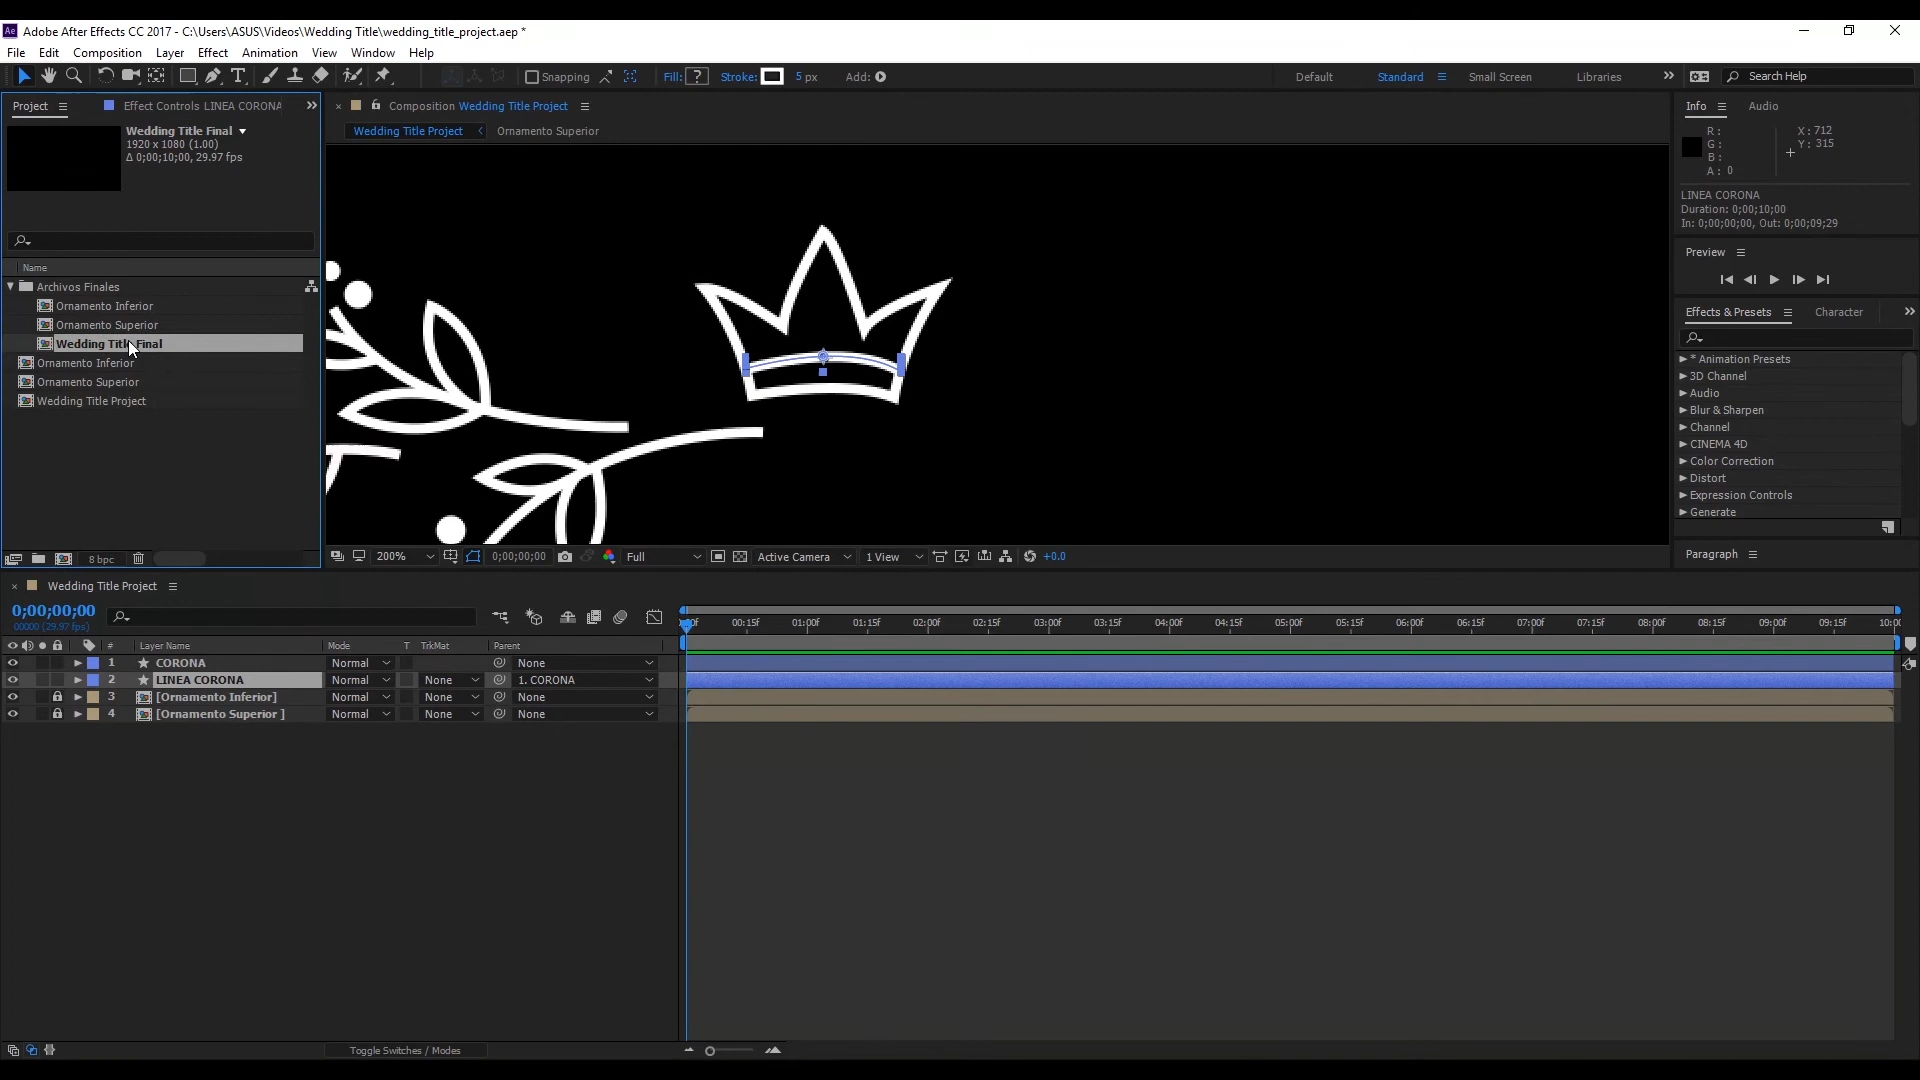 Ae Adobe After Effects CC 2017 - C:\Users\ASUS\Videos\Wedding Title\wedding_title_project.aep *
File Edit Composition Layer Effect Animation View Window Help
Snapping Fill: ? Stroke: 5 px Add: Default Standard Small Screen Libraries Search Help
Project Effect Controls LINEA CORONA
Wedding Title Final
1920 x 1080 (1.00)
Δ 0;00;10;00, 29.97 fps
Name
Archivos Finales
Ornamento Inferior
Ornamento Superior
Wedding Title Final
Ornamento Inferior
Ornamento Superior
Wedding Title Project
8 bpc
Composition Wedding Title Project
Wedding Title Project Ornamento Superior
200% 0;00;00;00 Full Active Camera 1 View +0.0
Info Audio
R: X: 712
G: Y: 315
B:
A: 0
LINEA CORONA
Duration: 0;00;10;00
In: 0;00;00;00, Out: 0;00;09;29
Preview
Effects & Presets Character
* Animation Presets
3D Channel
Audio
Blur & Sharpen
Channel
CINEMA 4D
Color Correction
Distort
Expression Controls
Generate
Paragraph
Wedding Title Project
0;00;00;00
00000 (29.97 fps)
00:15f 01:00f 01:15f 02:00f 02:15f 03:00f 03:15f 04:00f 04:15f 05:00f 05:15f 06:00f 06:15f 07:00f 07:15f 08:00f 08:15f 09:00f 09:15f
# Layer Name Mode T TrkMat Parent
1 CORONA Normal None
2 LINEA CORONA Normal None 1. CORONA
3 [Ornamento Inferior] Normal None None
4 [Ornamento Superior ] Normal None None
Toggle Switches / Modes